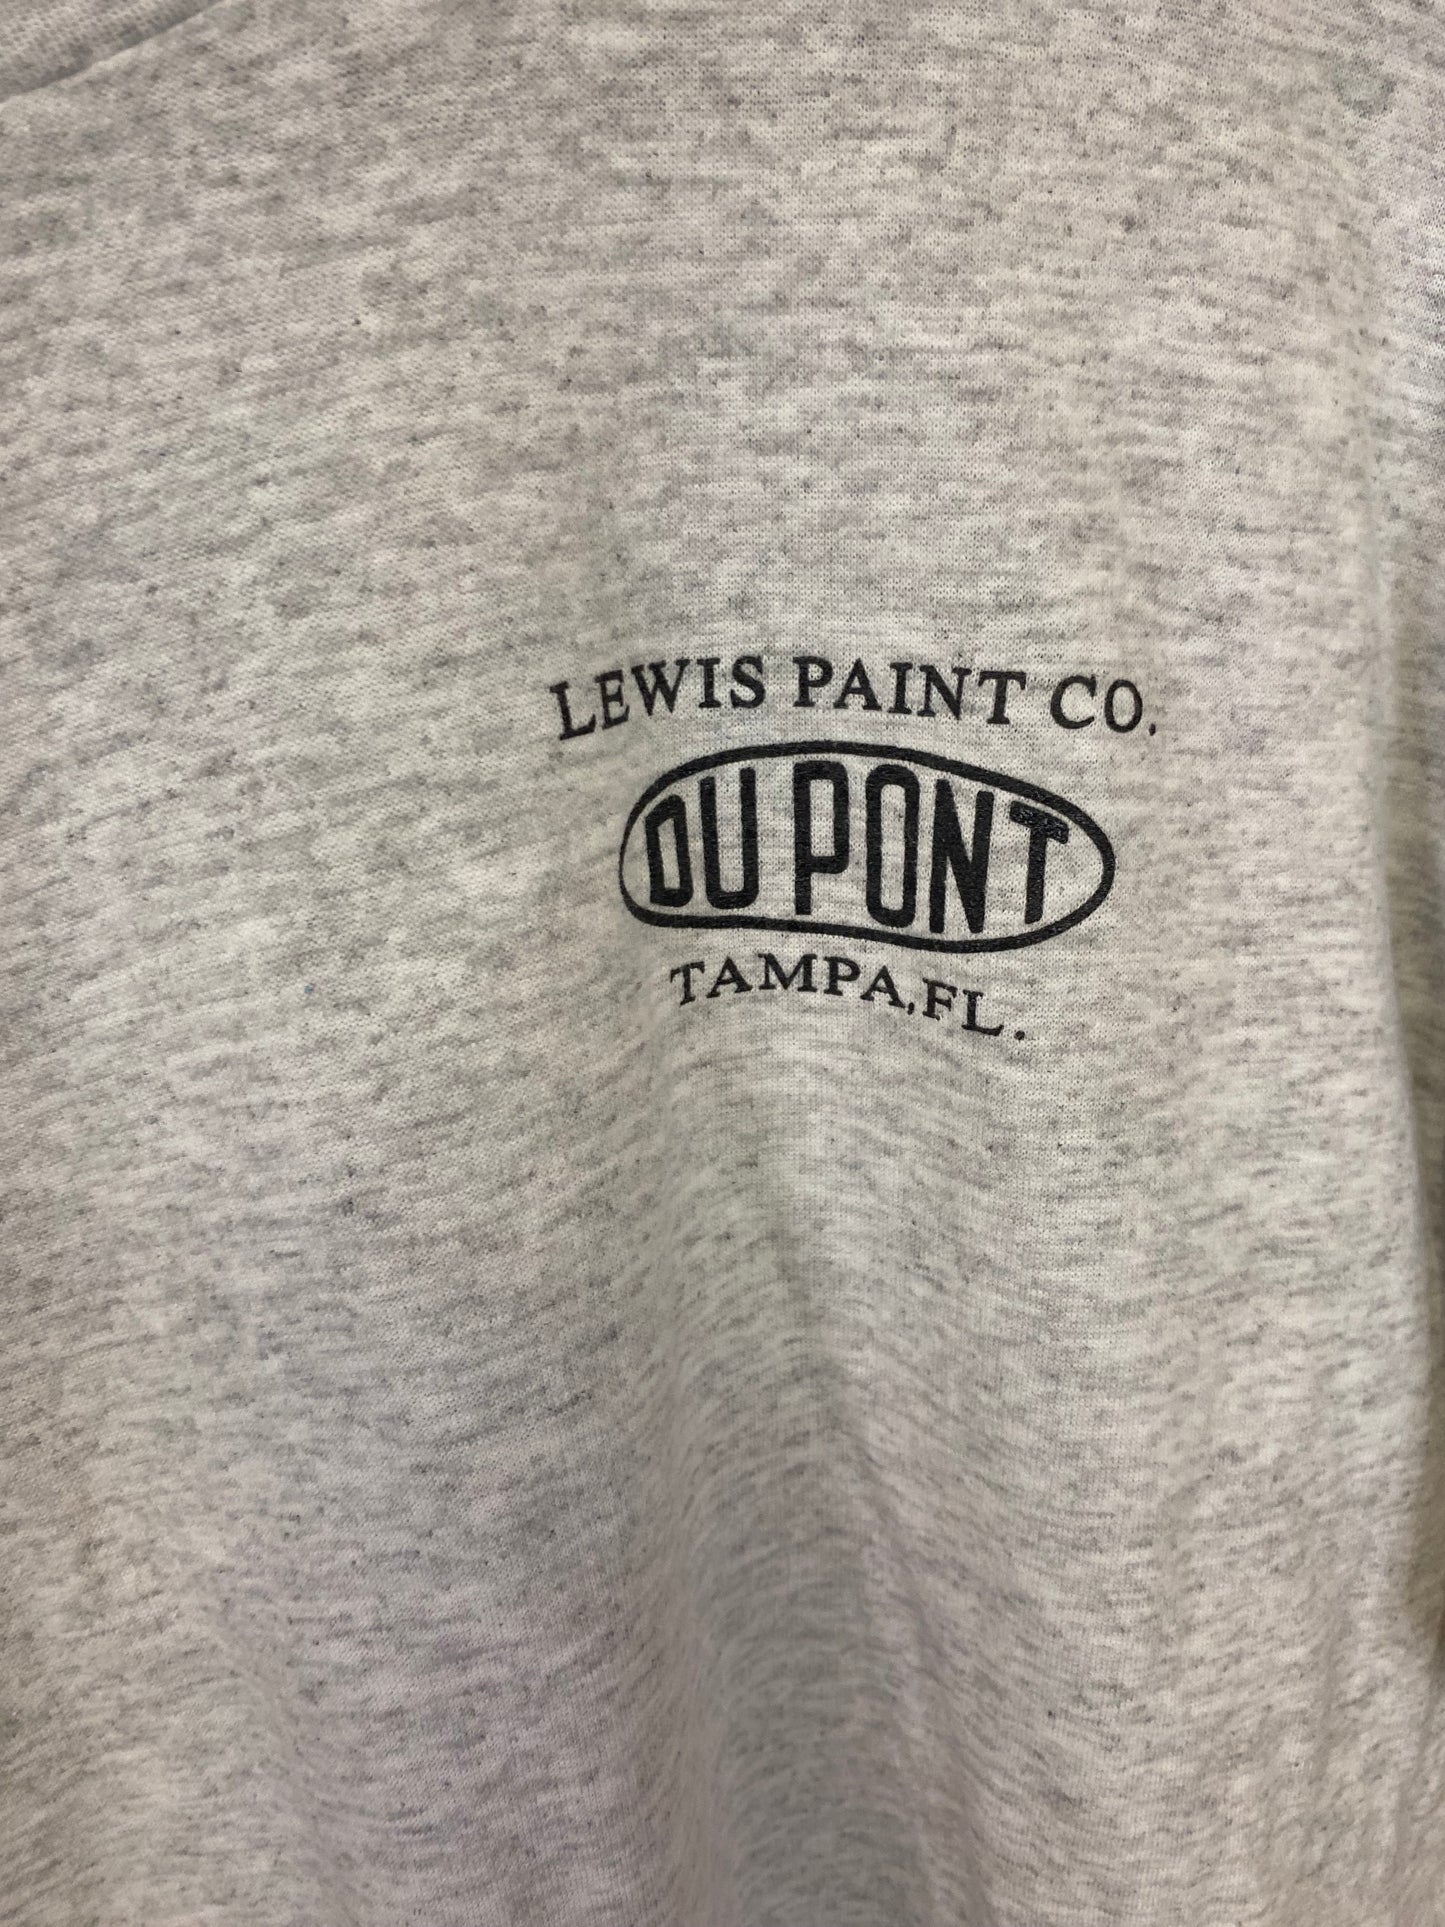 LEWIS PAINT CO.
DU PONT
TAMPA, FL.